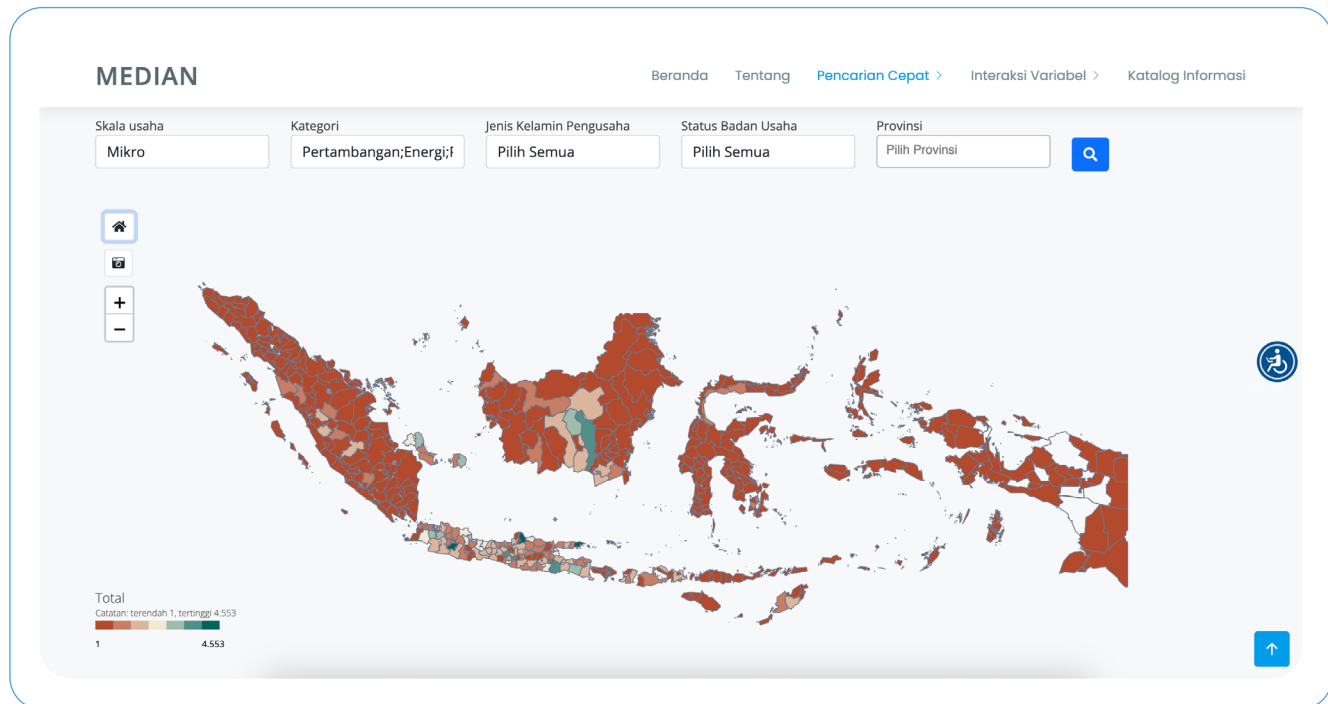 MEDIAN
Beranda Tentang Pencarian Cepat > Interaksi Variabel > Katalog Informasi
Skala usaha Kategori Jenis Kelamin Pengusaha Status Badan Usaha Provinsi
Mikro Pertambangan;Energi; Pilih Semua Pilih Semua Pilih Provinsi
+
−
Total
Catatan: terendah 1, tertinggi 4.553
1 4.553